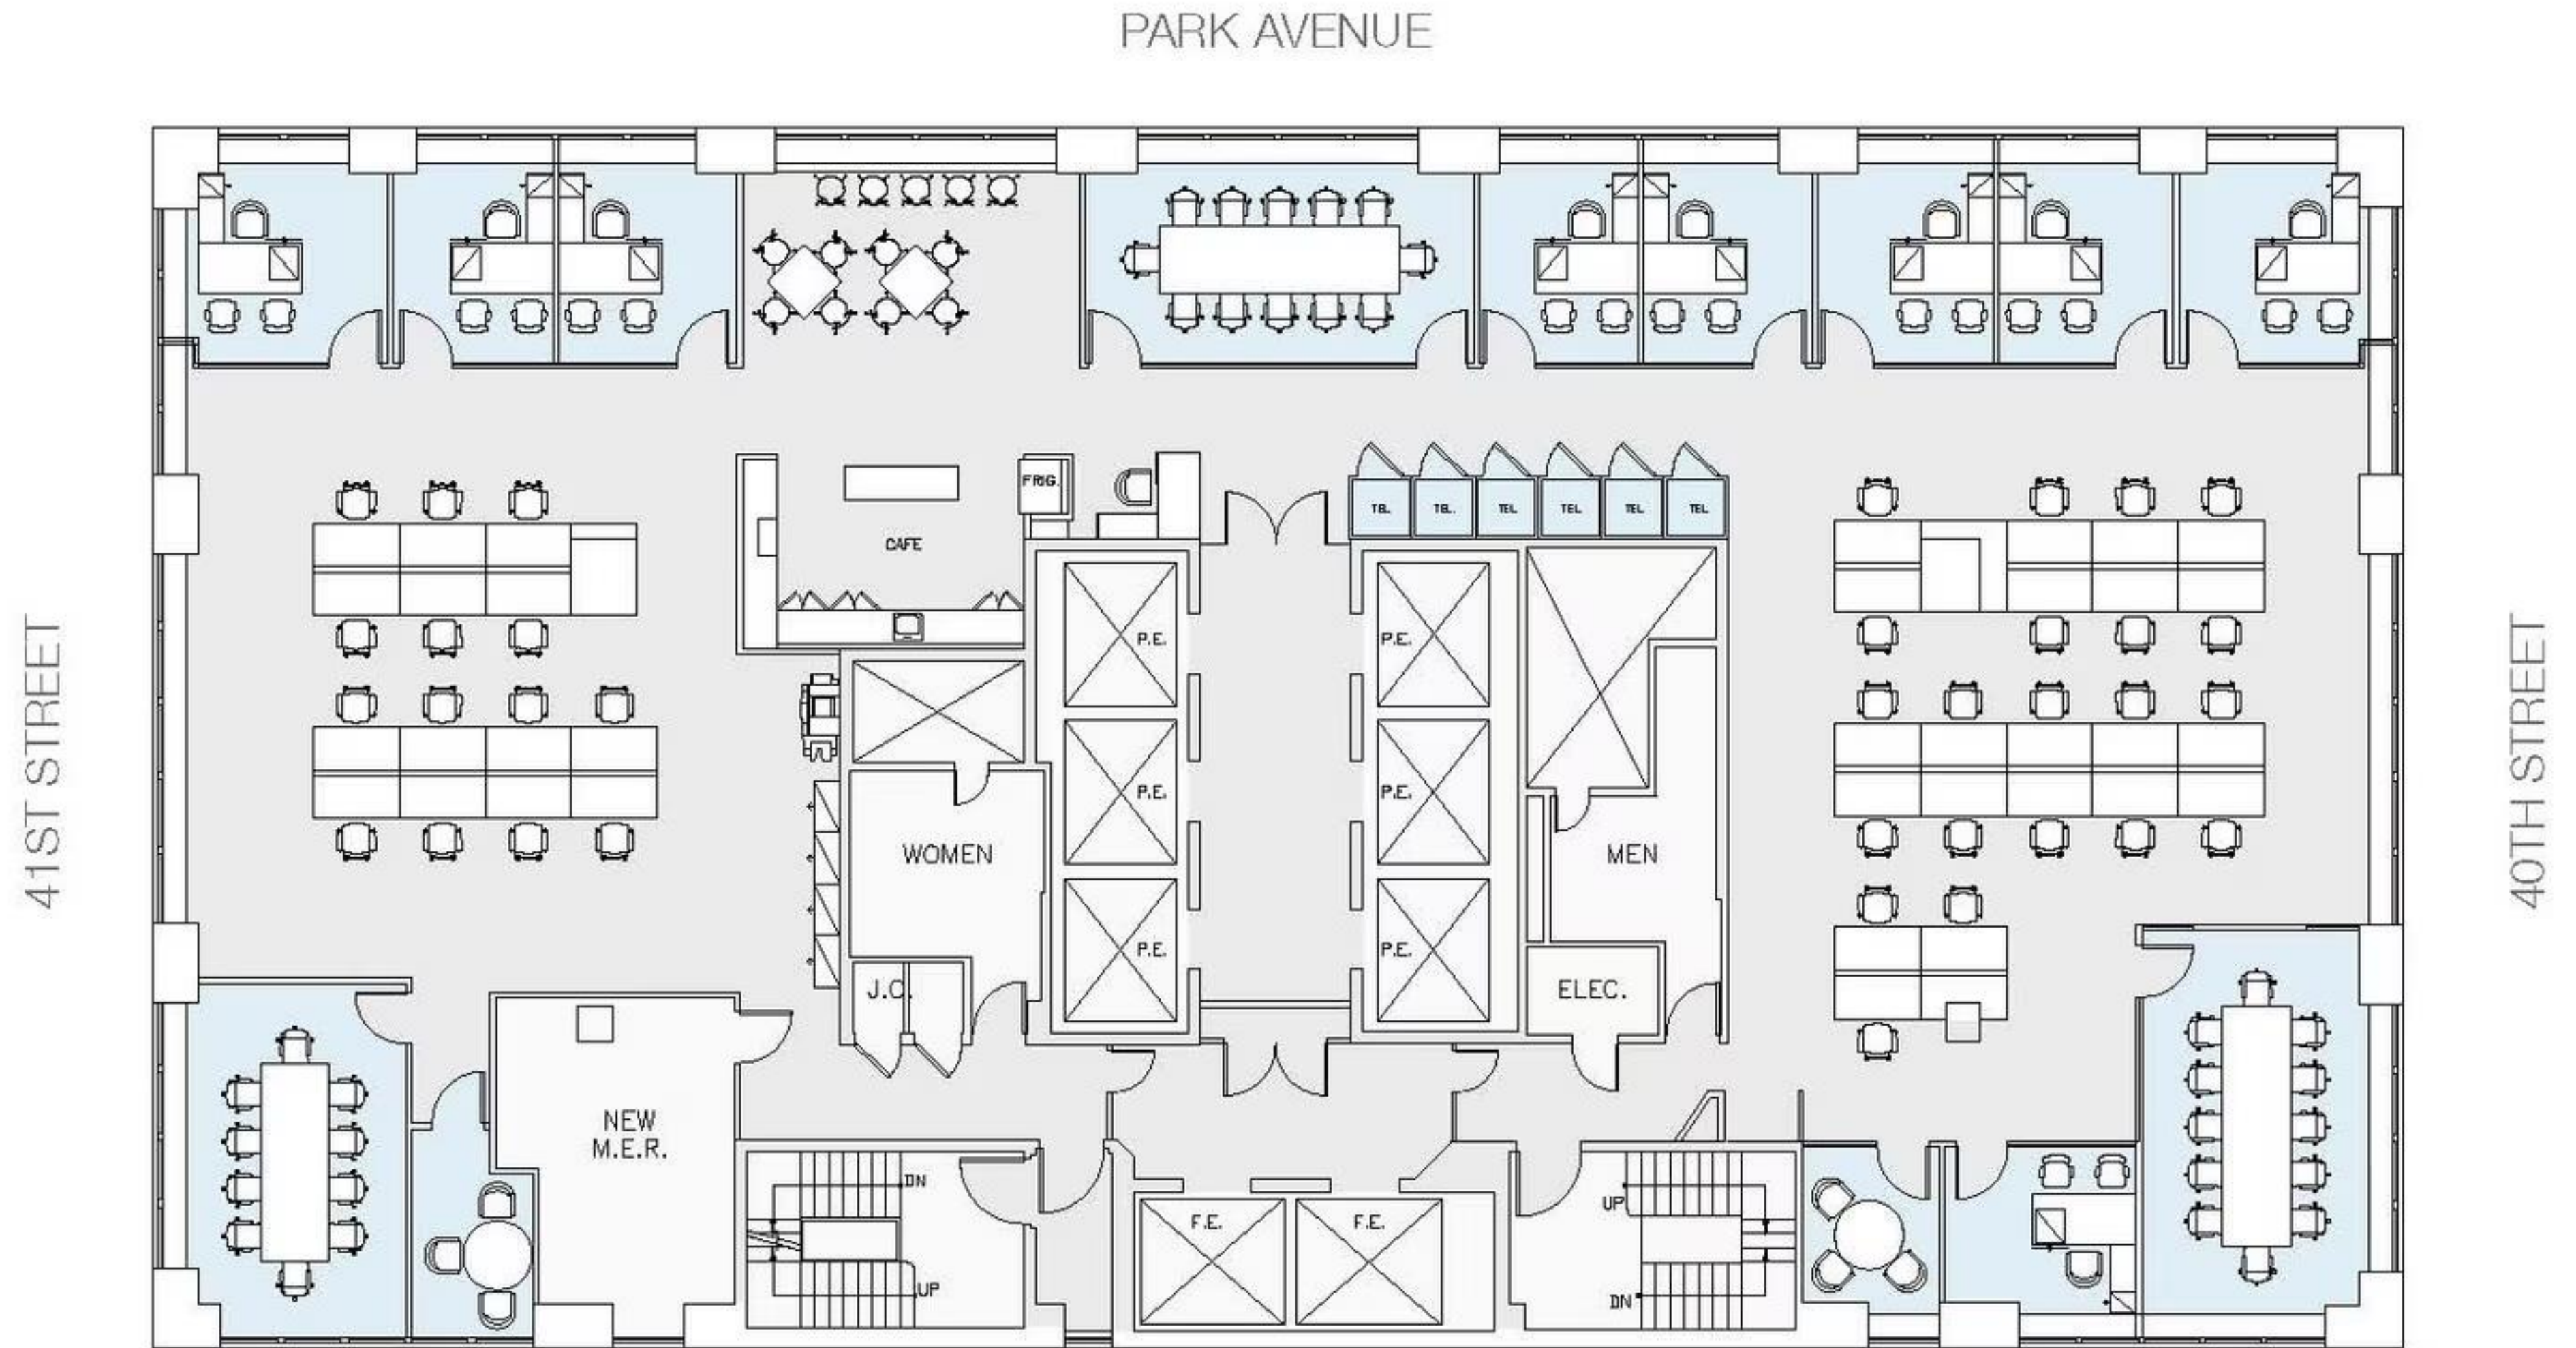 PARK AVENUE
41ST STREET
40TH STREET
FRIG.
CAFE
TEL.
TEL.
TEL
TEL
TEL
TEL
P.E.
P.E.
P.E.
P.E.
P.E.
P.E.
WOMEN
MEN
J.C.
ELEC.
NEW
M.E.R.
DN
UP
F.E.
F.E.
UP
DN